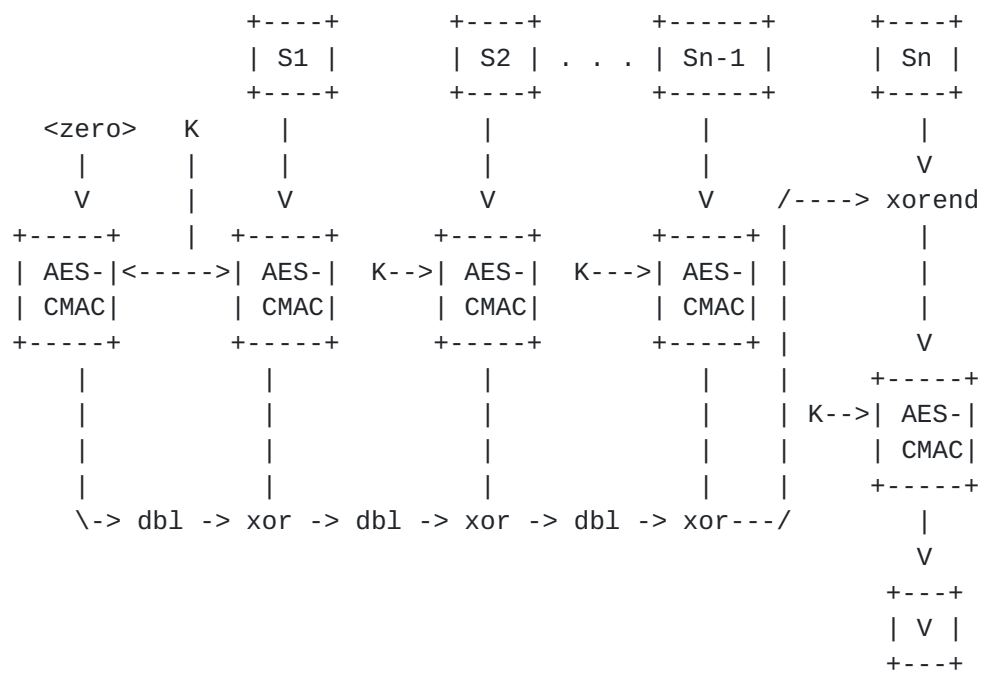 +----+       +----+       +------+      +----+
                | S1 |       | S2 | . . . | Sn-1 |      | Sn |
                +----+       +----+       +------+      +----+
  <zero>   K      |            |              |            |
    |      |      |            |              |            V
    V      |      V            V              V    /----> xorend
+-----+    |   +-----+      +-----+       +-----+ |        |
| AES-|<------>| AES-|  K-->| AES-|  K--->| AES-| |        |
| CMAC|        | CMAC|      | CMAC|       | CMAC| |        |
+-----+        +-----+      +-----+       +-----+ |        V
    |             |            |              |    |     +-----+
    |             |            |              |    | K-->| AES-|
    |             |            |              |    |     | CMAC|
    |             |            |              |    |     +-----+
    \-> dbl -> xor -> dbl -> xor -> dbl -> xor---/         |
                                                           V
                                                         +---+
                                                         | V |
                                                         +---+